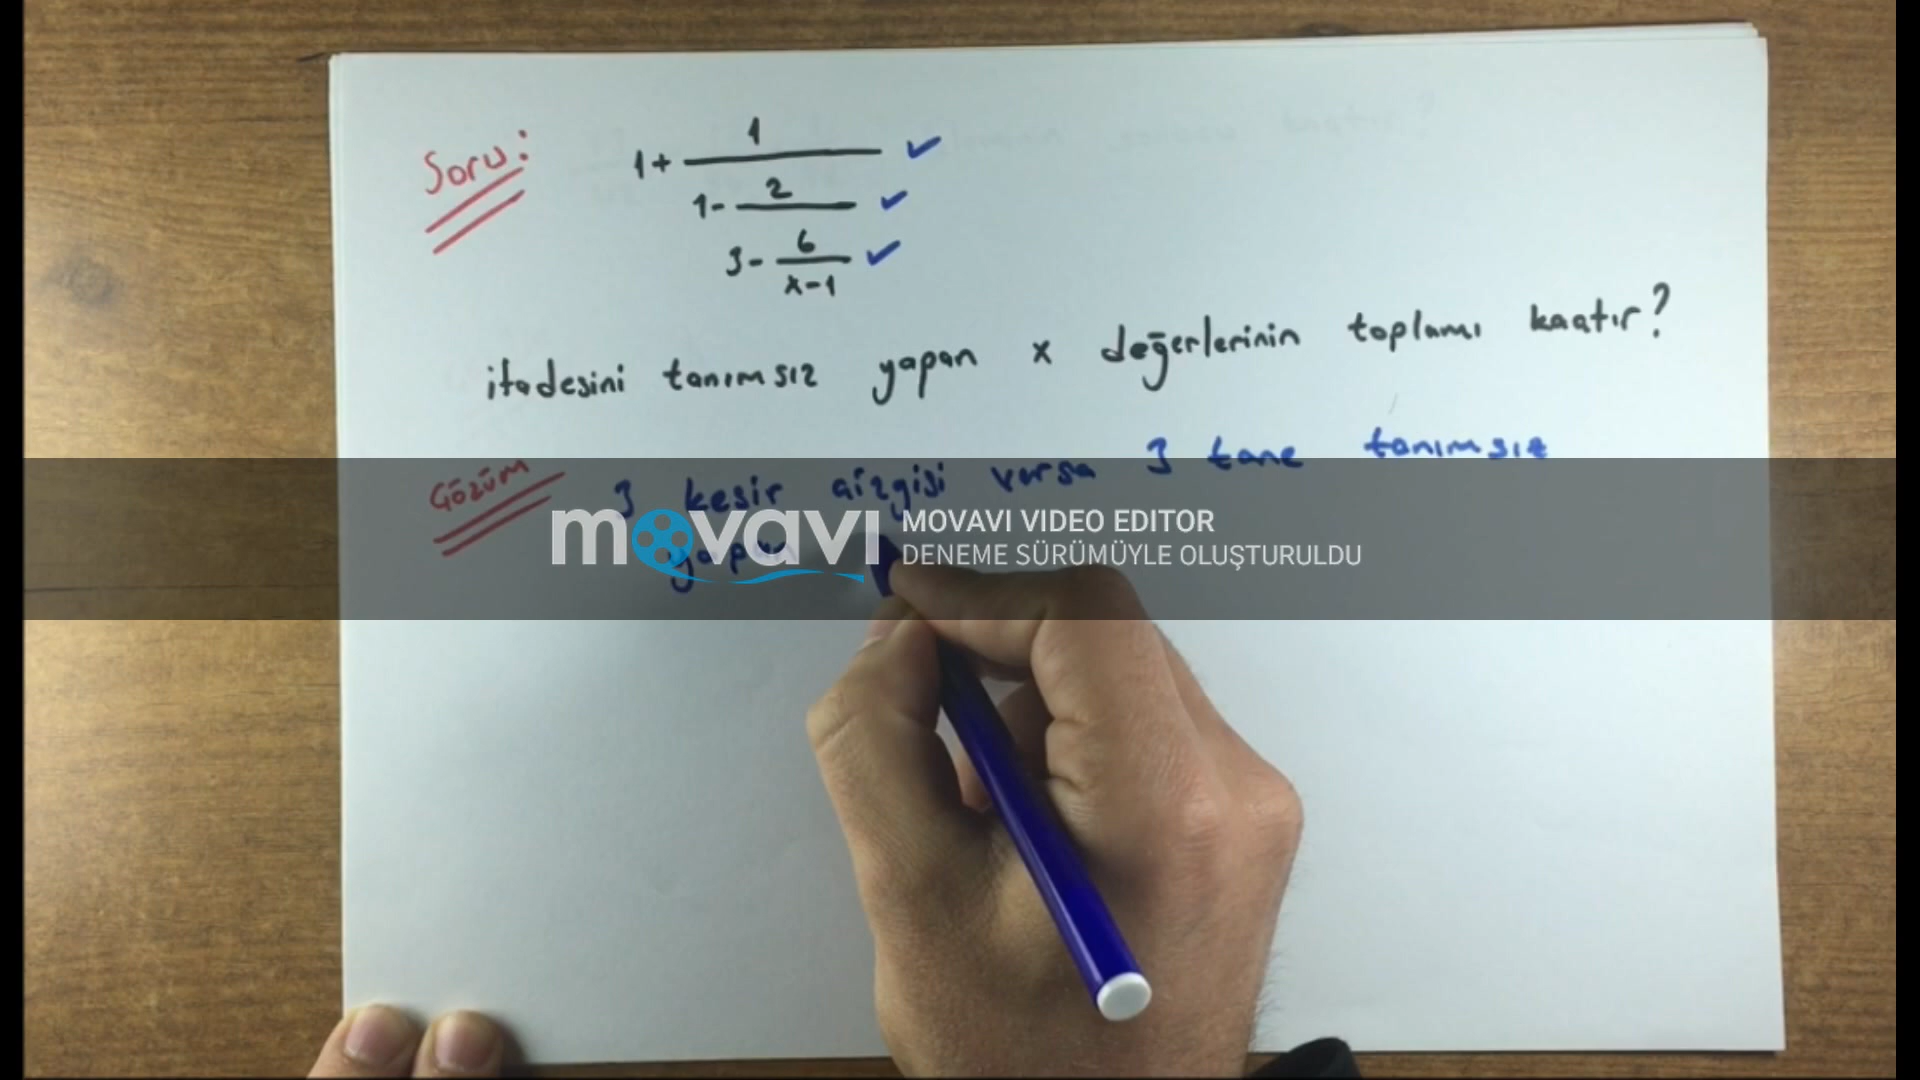 Soru:
1 + 1
1 - 2
3 - 6
x - 1
ifadesini tanımsız yapan x değerlerinin toplamı kaçtır?
Çözüm 3 kesir çizgisi varsa 3 tane tanımsız
yapan
movavi MOVAVI VIDEO EDITOR
DENEME SÜRÜMÜYLE OLUŞTURULDU